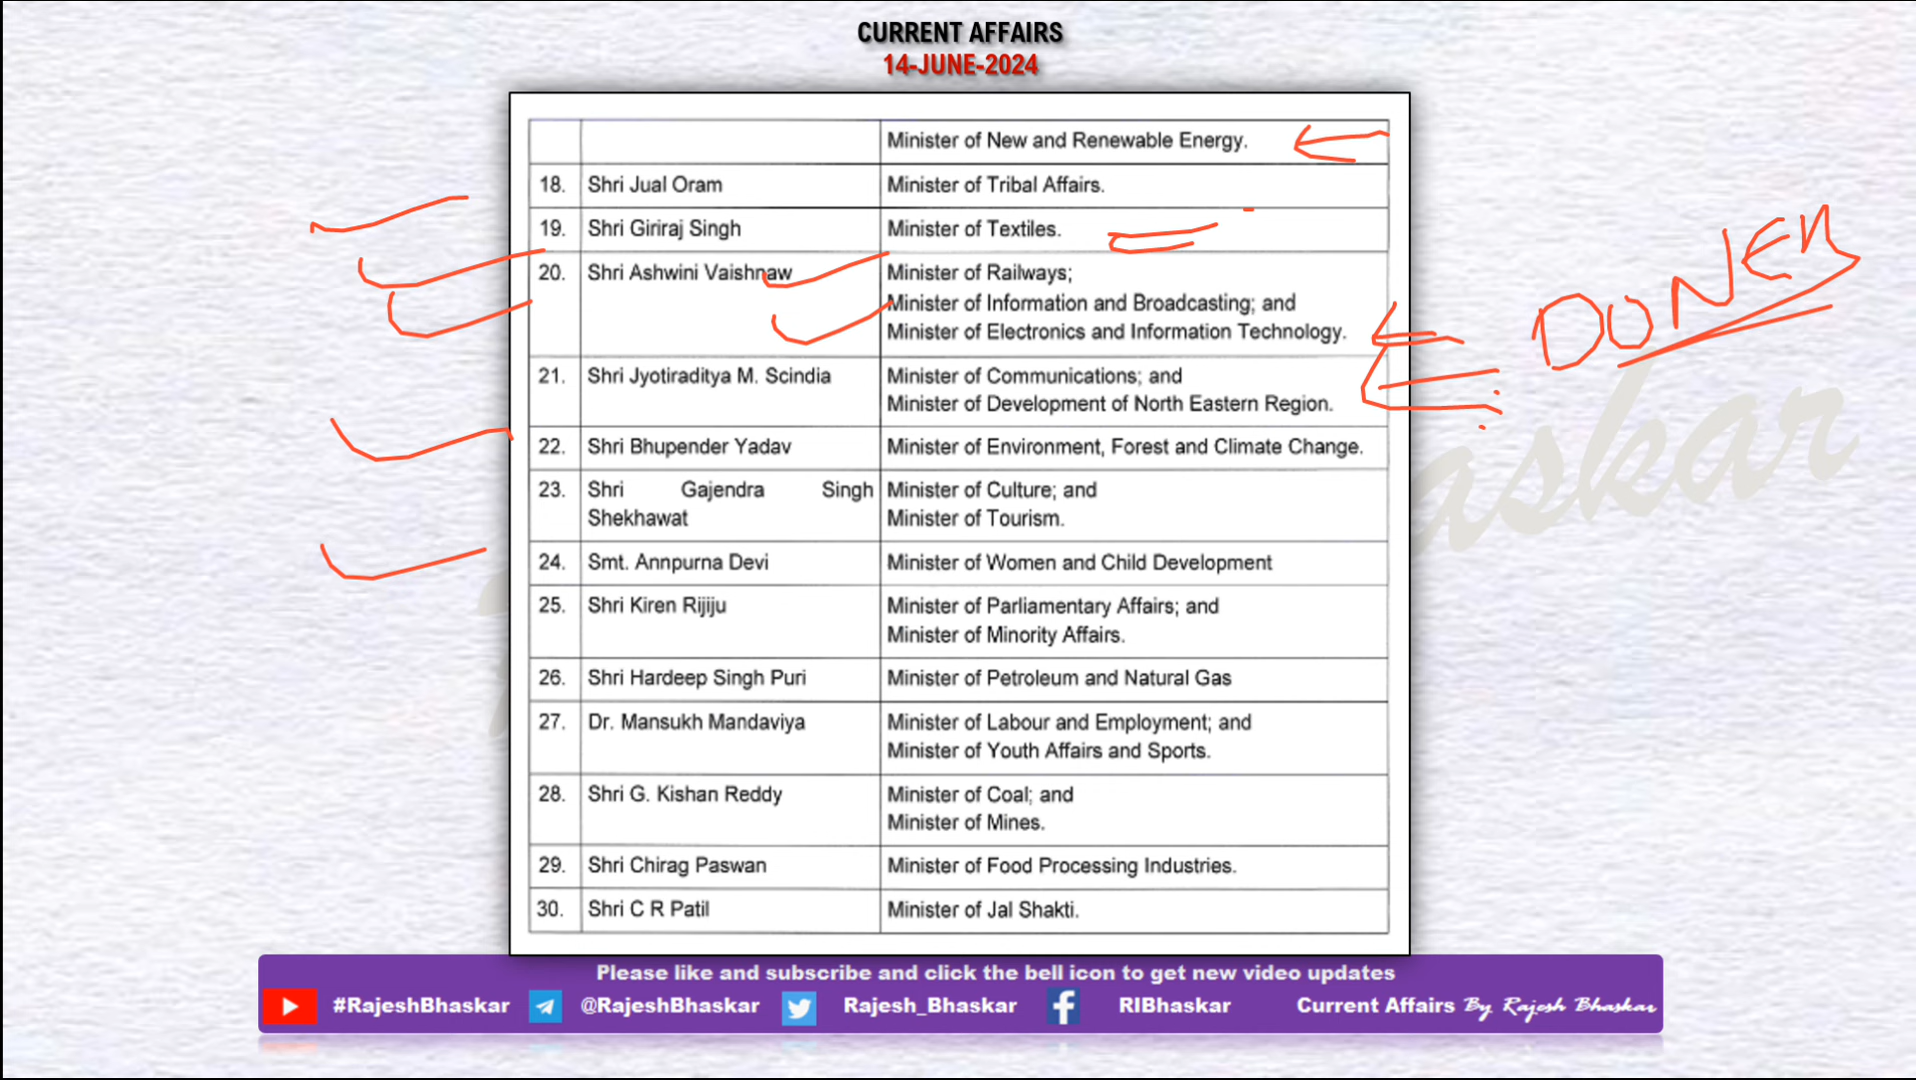 CURRENT AFFAIRS
14-JUNE-2024
Minister of New and Renewable Energy.
18. Shri Jual Oram Minister of Tribal Affairs.
19. Shri Giriraj Singh Minister of Textiles.
20. Shri Ashwini Vaishnaw Minister of Railways;
Minister of Information and Broadcasting; and
Minister of Electronics and Information Technology.
DONER
21. Shri Jyotiraditya M. Scindia Minister of Communications; and
Minister of Development of North Eastern Region.
22. Shri Bhupender Yadav Minister of Environment, Forest and Climate Change.
23. Shri Gajendra Singh Minister of Culture; and
Shekhawat Minister of Tourism.
24. Smt. Annpurna Devi Minister of Women and Child Development
25. Shri Kiren Rijiju Minister of Parliamentary Affairs; and
Minister of Minority Affairs.
26. Shri Hardeep Singh Puri Minister of Petroleum and Natural Gas
27. Dr. Mansukh Mandaviya Minister of Labour and Employment; and
Minister of Youth Affairs and Sports.
28. Shri G. Kishan Reddy Minister of Coal; and
Minister of Mines.
29. Shri Chirag Paswan Minister of Food Processing Industries.
30. Shri C R Patil Minister of Jal Shakti.
Please like and subscribe and click the bell icon to get new video updates
#RajeshBhaskar @RajeshBhaskar Rajesh_Bhaskar RIBhaskar Current Affairs By Rajesh Bhaskar